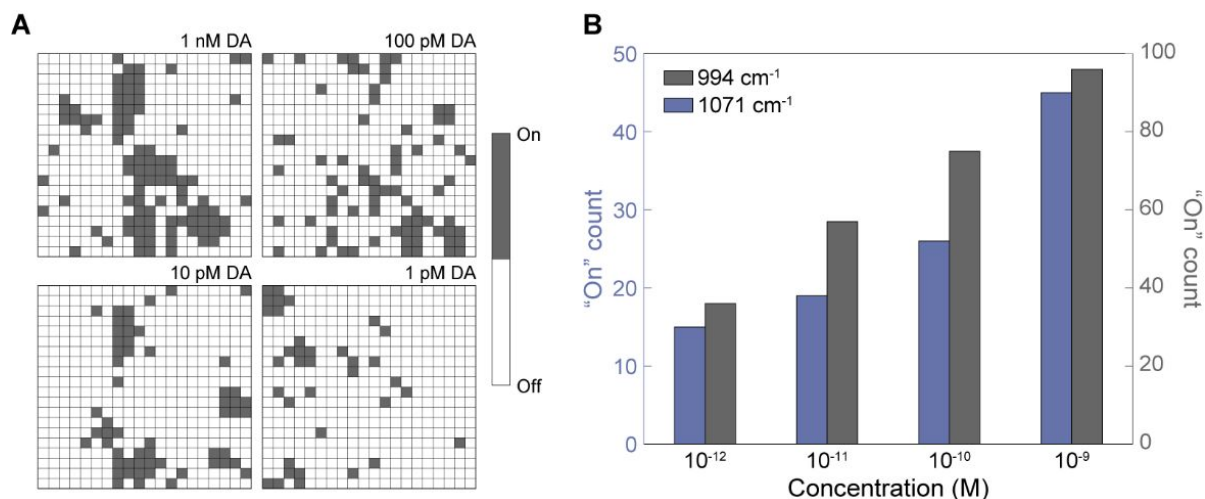 A
1 nM DA
100 pM DA
10 pM DA
1 pM DA
On
Off
B
994 cm⁻¹
1071 cm⁻¹
50
40
30
20
10
0
"On" count
100
80
60
40
20
0
"On" count
10⁻¹²
10⁻¹¹
10⁻¹⁰
10⁻⁹
Concentration (M)